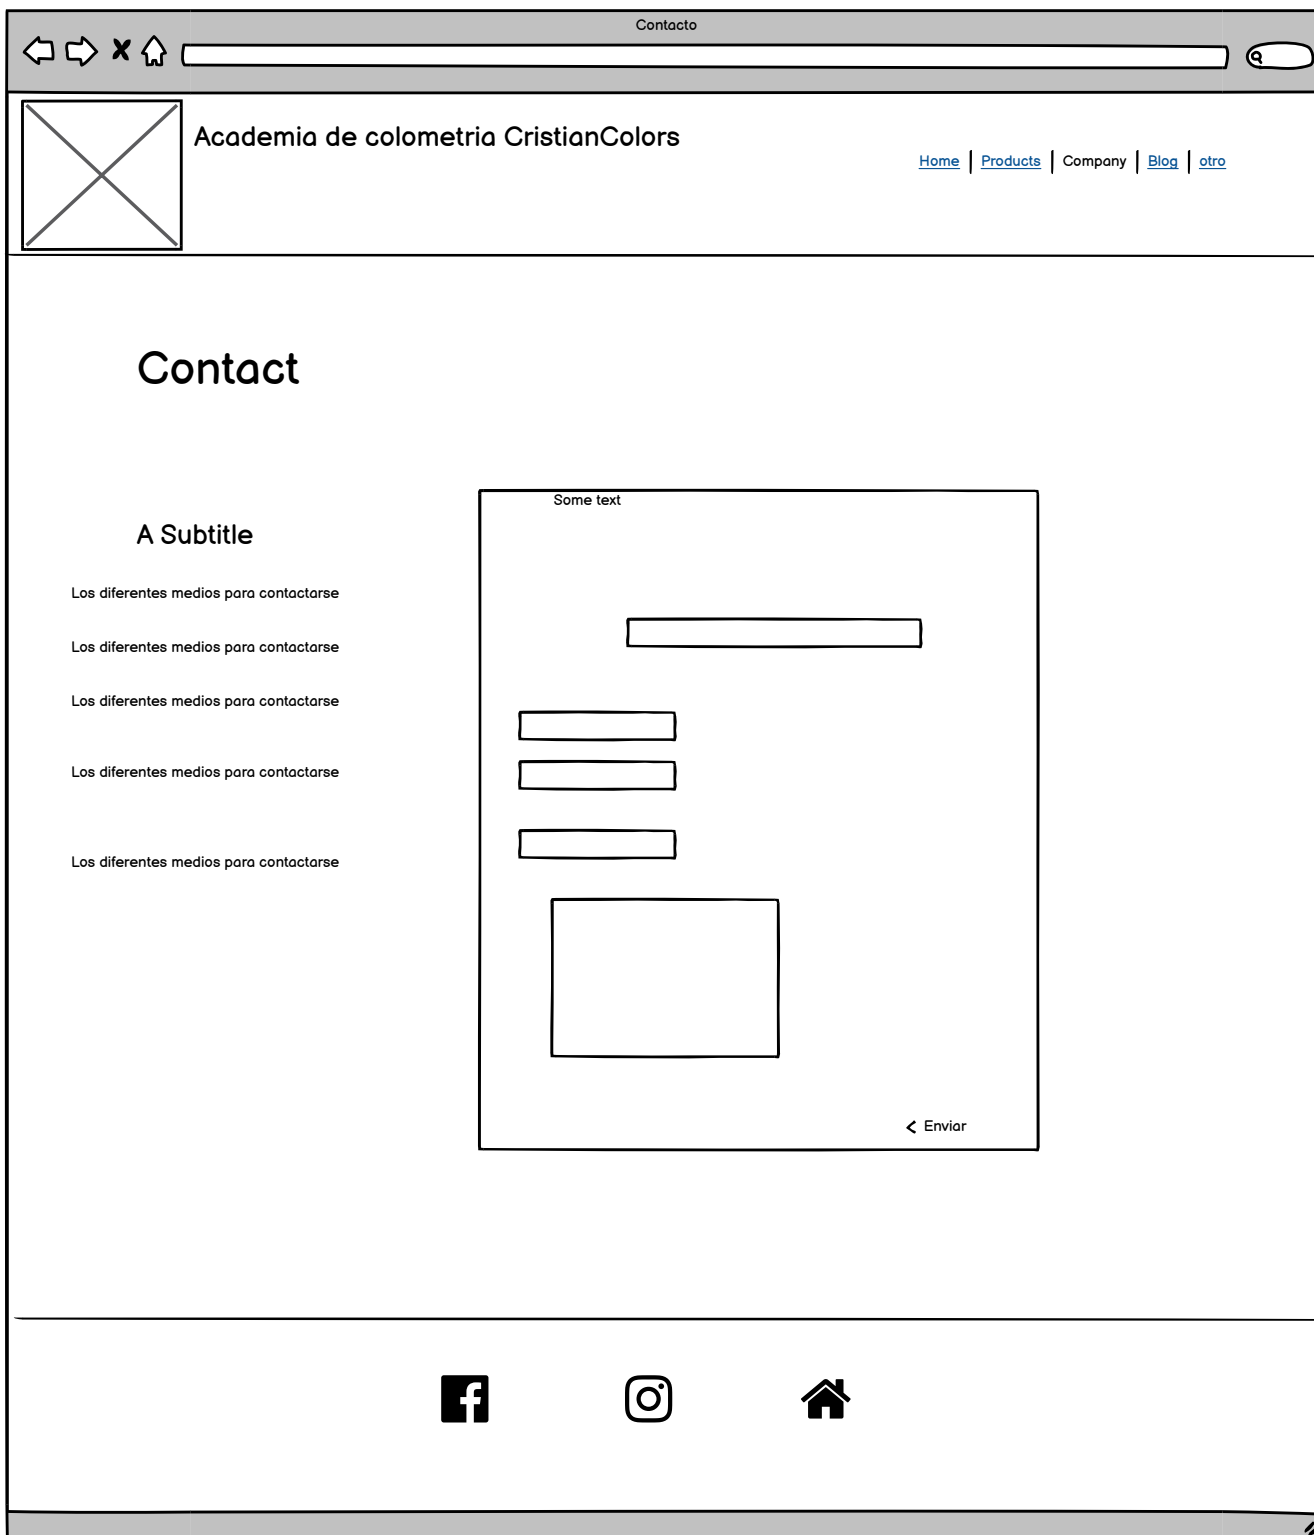 Contacto
Academia de colometria CristianColors
Home Products Company Blog otro
Contact
A Subtitle
Los diferentes medios para contactarse
Los diferentes medios para contactarse
Los diferentes medios para contactarse
Los diferentes medios para contactarse
Los diferentes medios para contactarse
Some text
Enviar